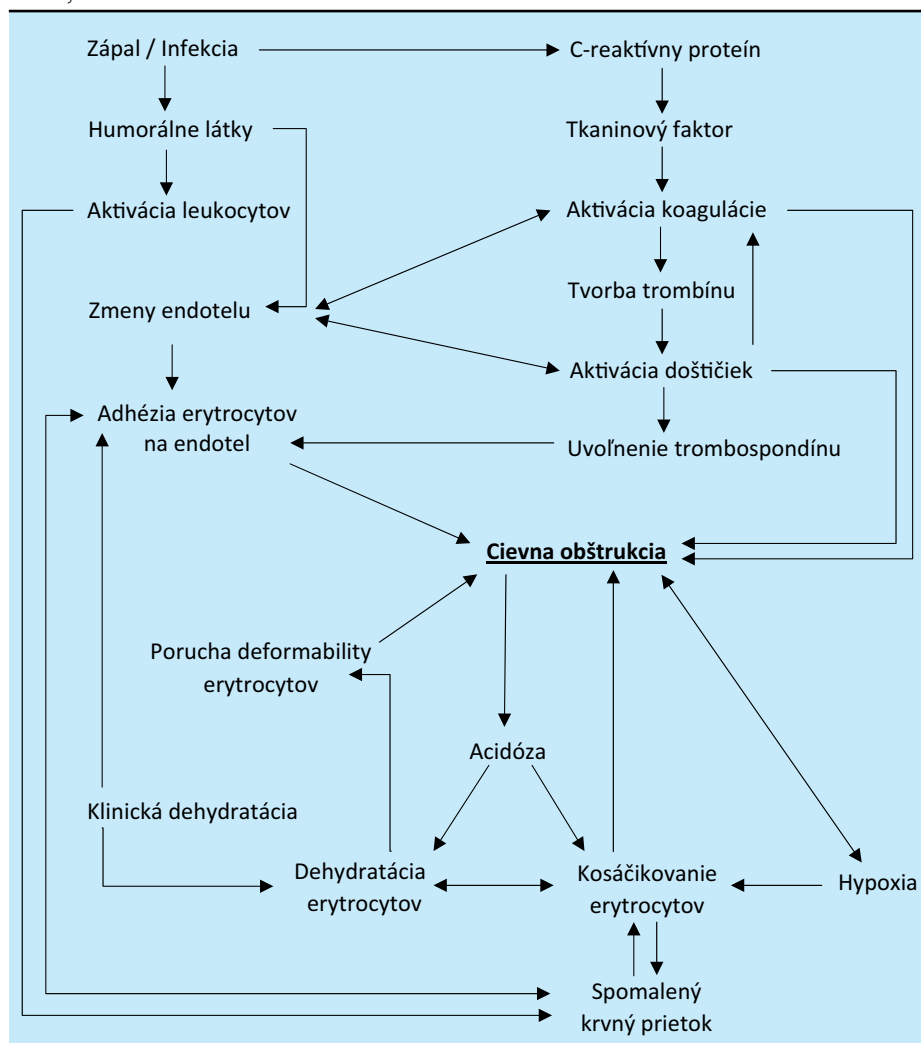 Zápal / Infekcia
C-reaktívny proteín
Humorálne látky
Tkaninový faktor
Aktivácia leukocytov
Aktivácia koagulácie
Zmeny endotelu
Tvorba trombínu
Aktivácia doštičiek
Adhézia erytrocytov
na endotel
Uvoľnenie trombospondínu
Cievna obštrukcia
Porucha deformability
erytrocytov
Acidóza
Klinická dehydratácia
Dehydratácia
erytrocytov
Kosáčikovanie
erytrocytov
Hypoxia
Spomalený
krvný prietok